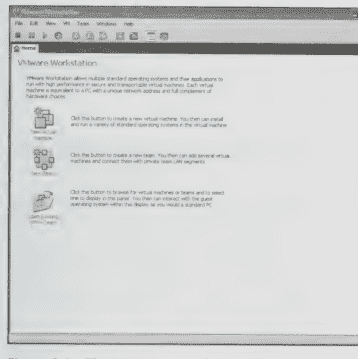 File Edit View VM Team Windows Help
Home
VMware Workstation
VMware Workstation allows multiple standard operating systems and their applications to
run with high performance in secure and transportable virtual machines. Each virtual
machine is equivalent to a PC with a unique network address and full complement of
hardware choices.
Click this button to create a new virtual machine. You then can install
and run a variety of standard operating systems in the virtual machine
Click this button to create a new team. You then can add several virtual
machines and connect them with private team LAN segments
Click this button to browse for virtual machines or teams and to select
one to display in this panel. You then can interact with the guest
operating system within this display as you would a standard PC